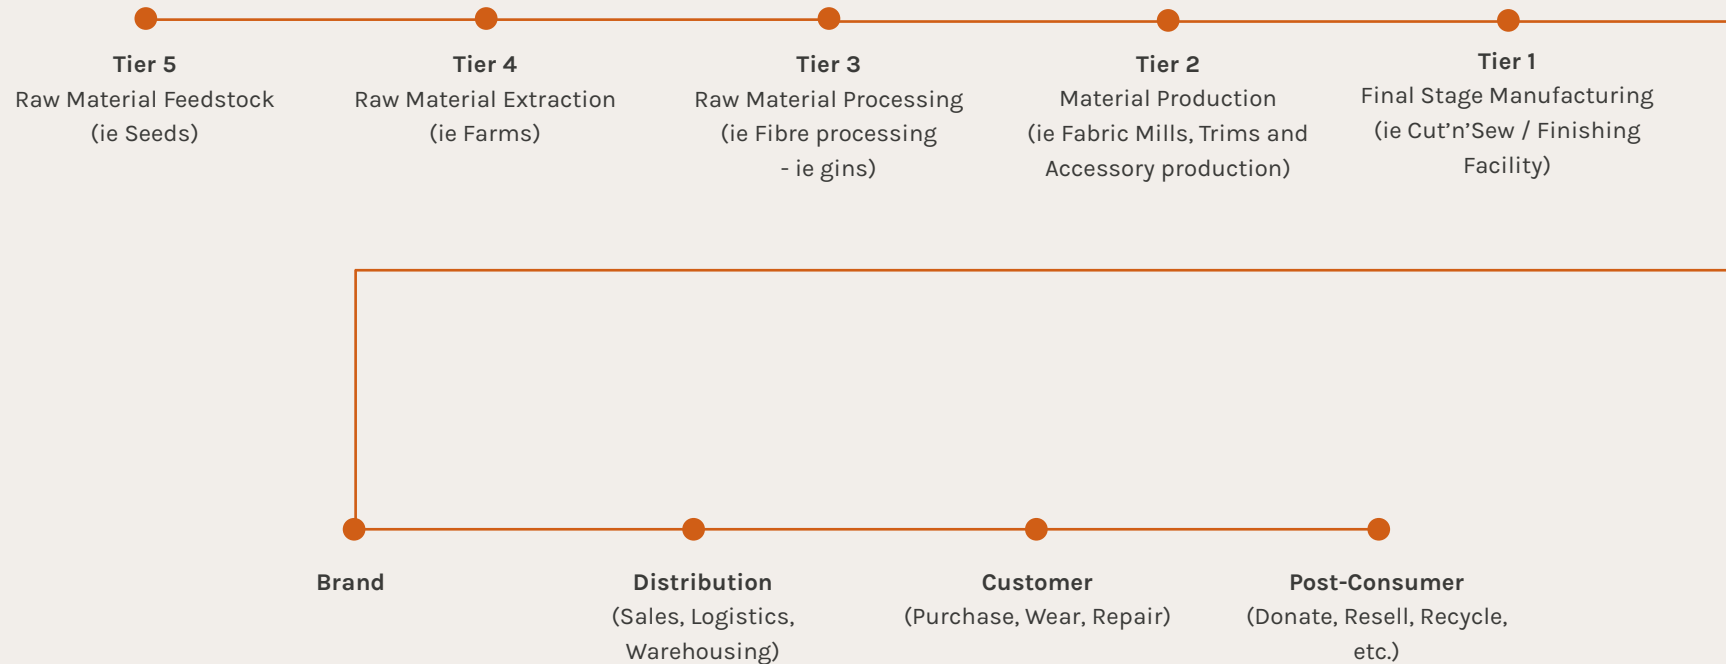 Tier 5
Raw Material Feedstock
(ie Seeds)
Tier 4
Raw Material Extraction
(ie Farms)
Tier 3
Raw Material Processing
(ie Fibre processing
- ie gins)
Tier 2
Material Production
(ie Fabric Mills, Trims and
Accessory production)
Tier 1
Final Stage Manufacturing
(ie Cut’n’Sew / Finishing
Facility)
Brand
Distribution
(Sales, Logistics,
Warehousing)
Customer
(Purchase, Wear, Repair)
Post-Consumer
(Donate, Resell, Recycle,
etc.)